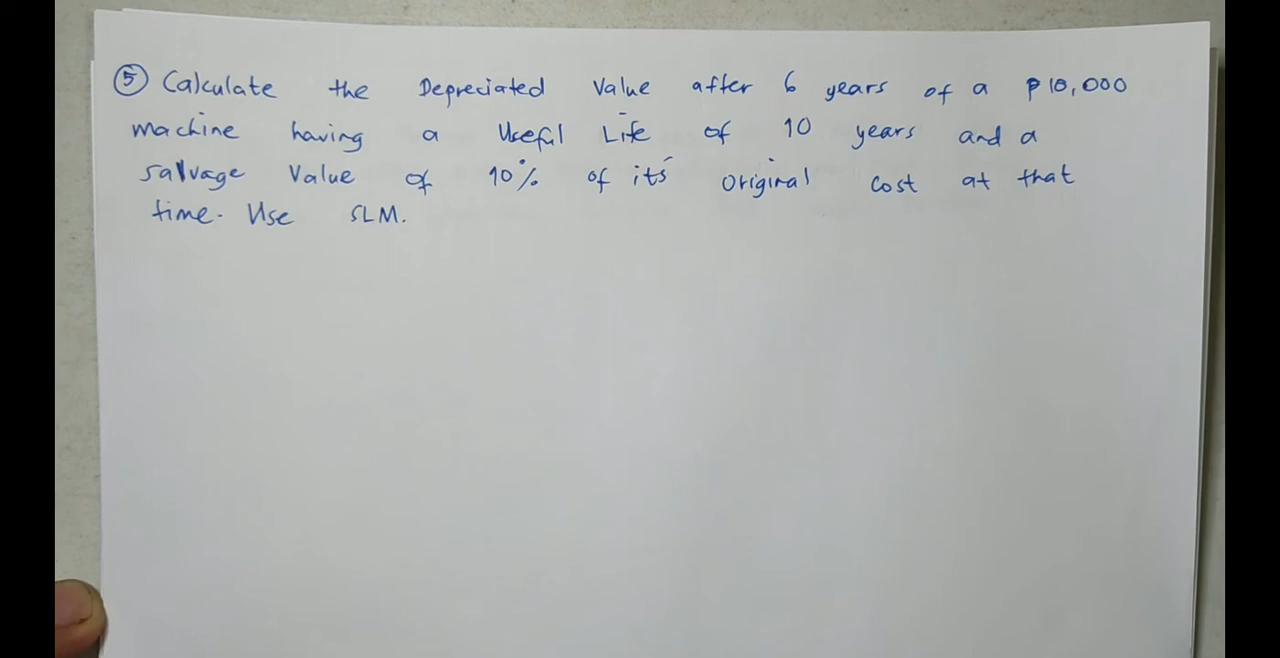 ⑤ Calculate the Depreciated Value after 6 years of a ₱10,000
machine having a Useful Life of 10 years and a
salvage Value of 10% of it's original cost at that
time. Use SLM.